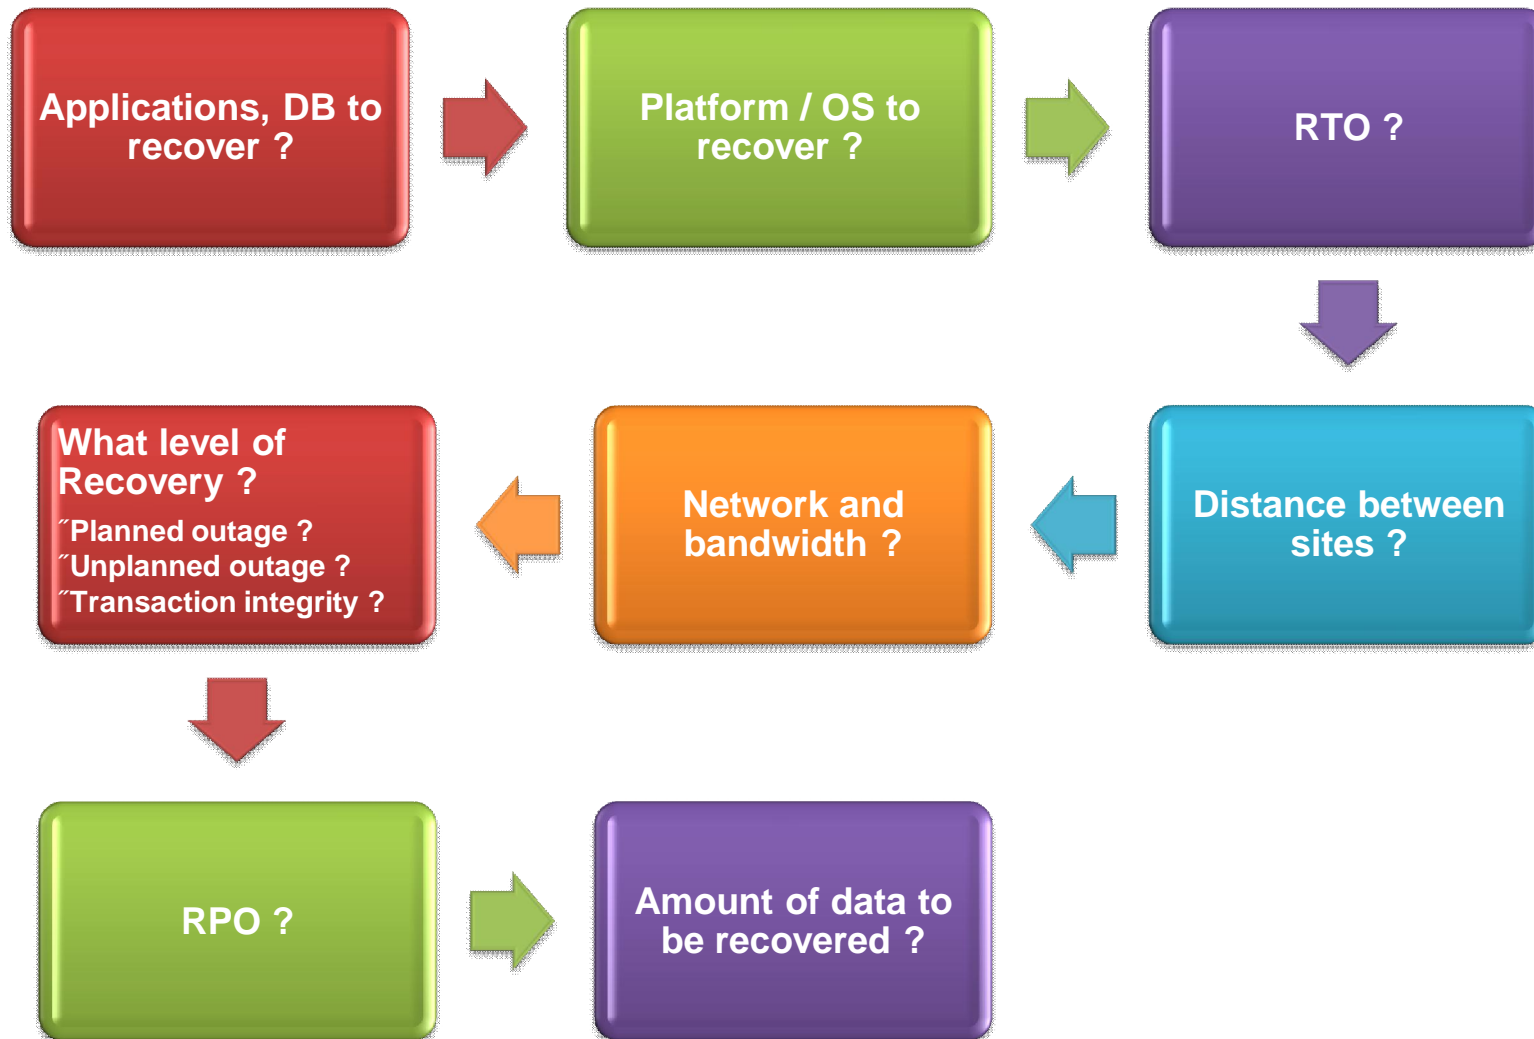 Applications, DB to
recover ?
Platform / OS to
recover ?
RTO ?
Distance between
sites ?
Network and
bandwidth ?
What level of
Recovery ?
˝Planned outage ?
˝Unplanned outage ?
˝Transaction integrity ?
RPO ?
Amount of data to
be recovered ?